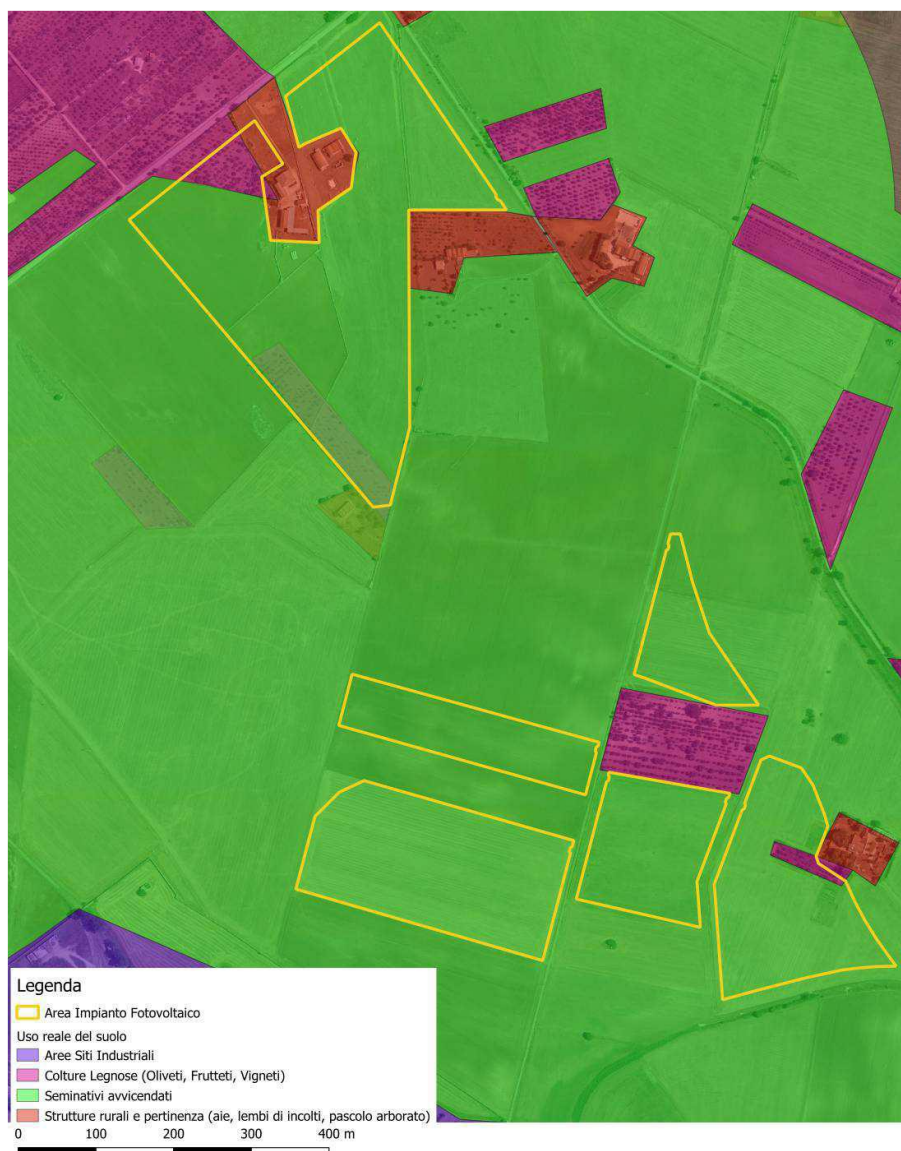 Legenda
Area Impianto Fotovoltaico
Uso reale del suolo
Aree Siti Industriali
Colture Legnose (Oliveti, Frutteti, Vigneti)
Seminativi avvicendati
Strutture rurali e pertinenza (aie, lembi di incolti, pascolo arborato)
0 100 200 300 400 m